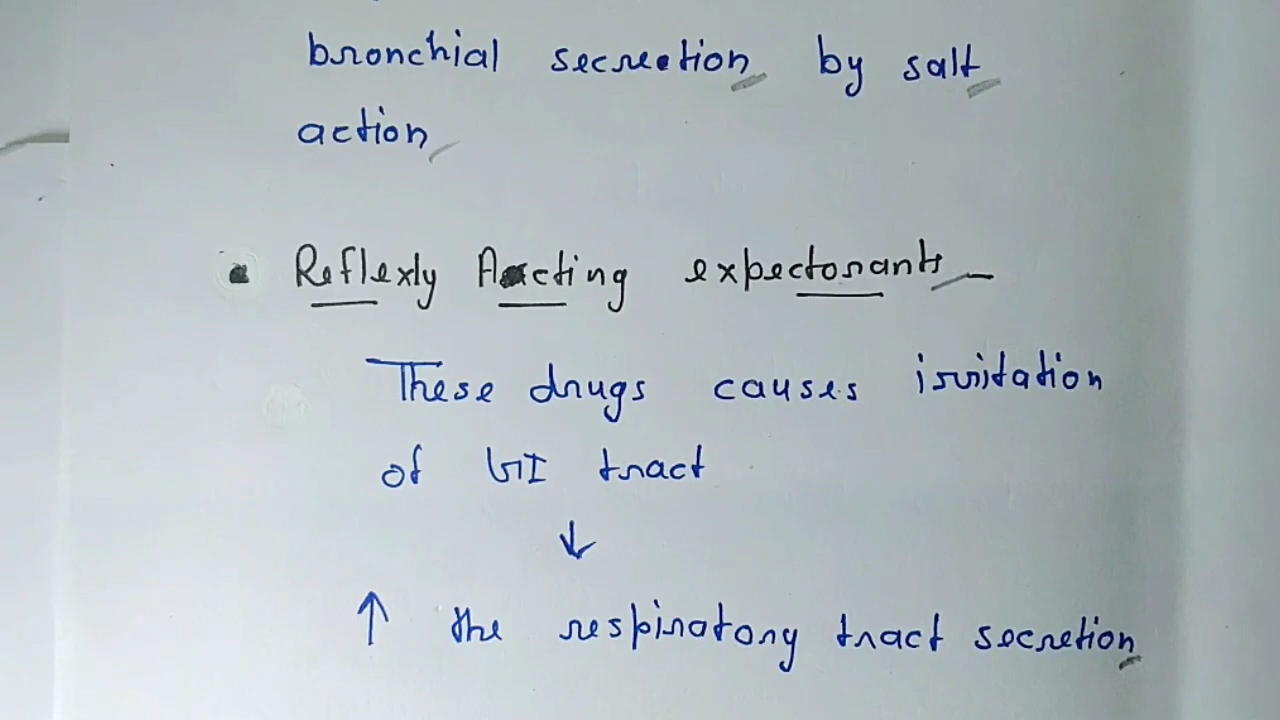 bronchial secretion by salt
action
• Reflexly Acting expectorants
These drugs causes irritation
of GI tract
↓
↑ the respiratory tract secretion